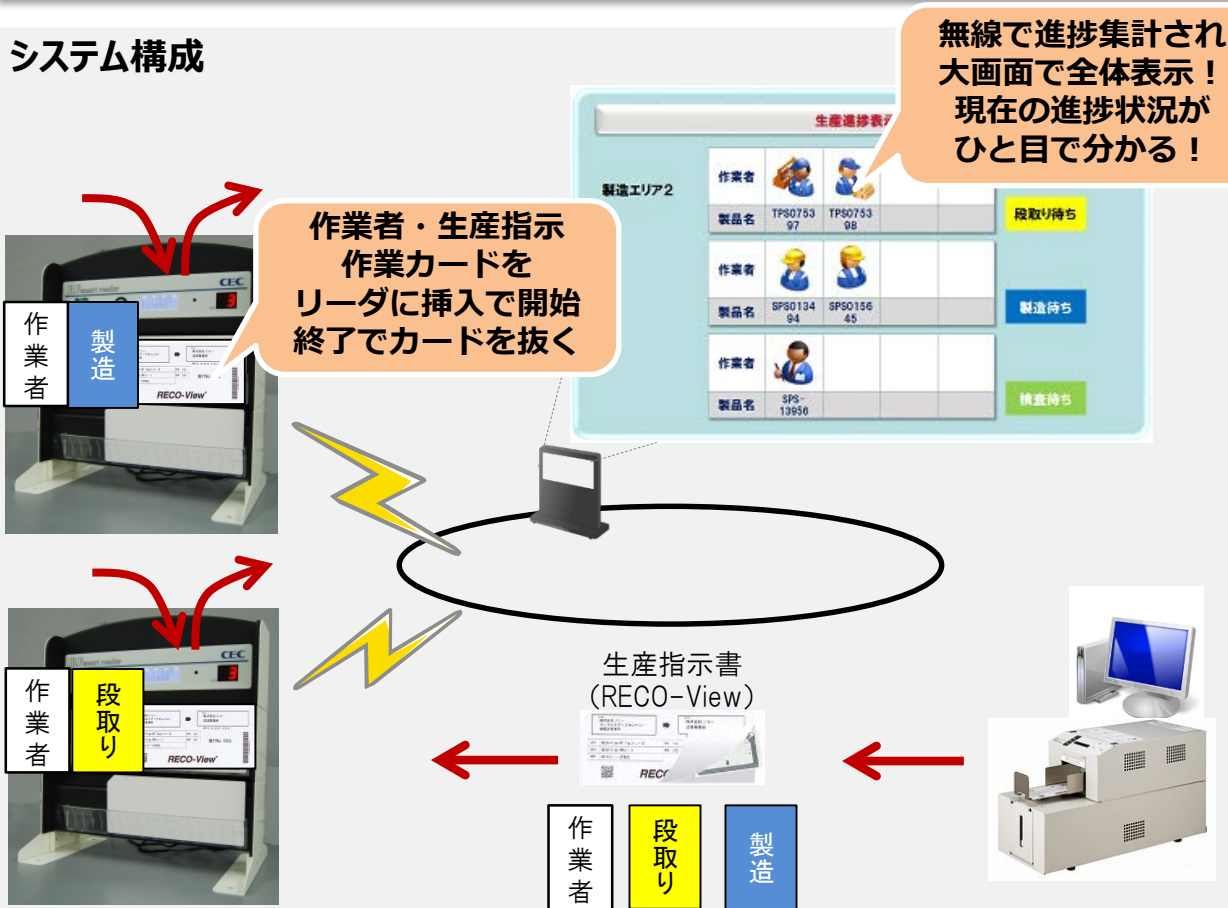 システム構成
無線で進捗集計され
大画面で全体表示！
現在の進捗状況が
ひと目で分かる！
生産進捗表
製造エリア2
作業者
製品名
TPS0753
97
TPS0753
98
段取り待ち
作業者
製品名
SPS0134
94
SPS0156
45
製造待ち
作業者
製品名
SPS-
13956
検査待ち
作業者・生産指示
作業カードを
リーダに挿入で開始
終了でカードを抜く
CEC
作業者
製造
RECO-View
CEC
作業者
段取り
RECO-View
生産指示書
(RECO-View)
REC
作業者
段取り
製造